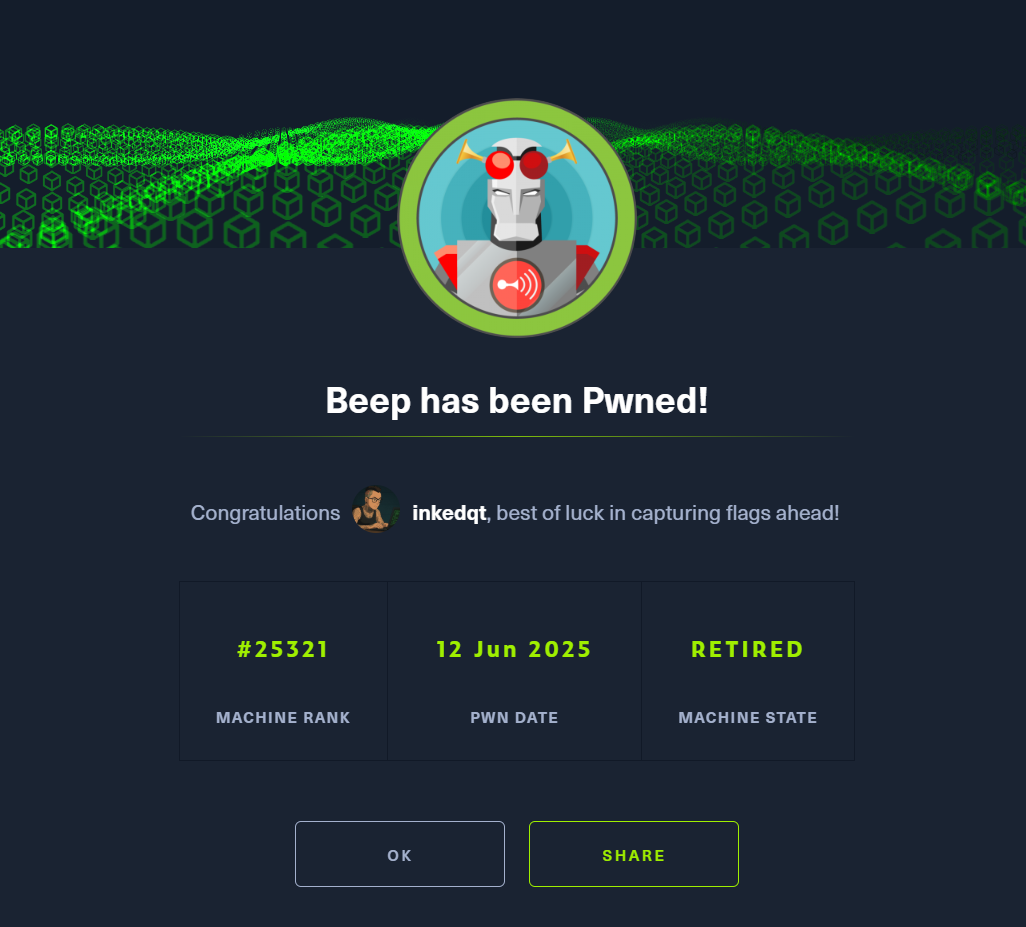 Beep has been Pwned!
Congratulations inkedqt, best of luck in capturing flags ahead!
#25321 12 Jun 2025 RETIRED
MACHINE RANK PWN DATE MACHINE STATE
OK SHARE